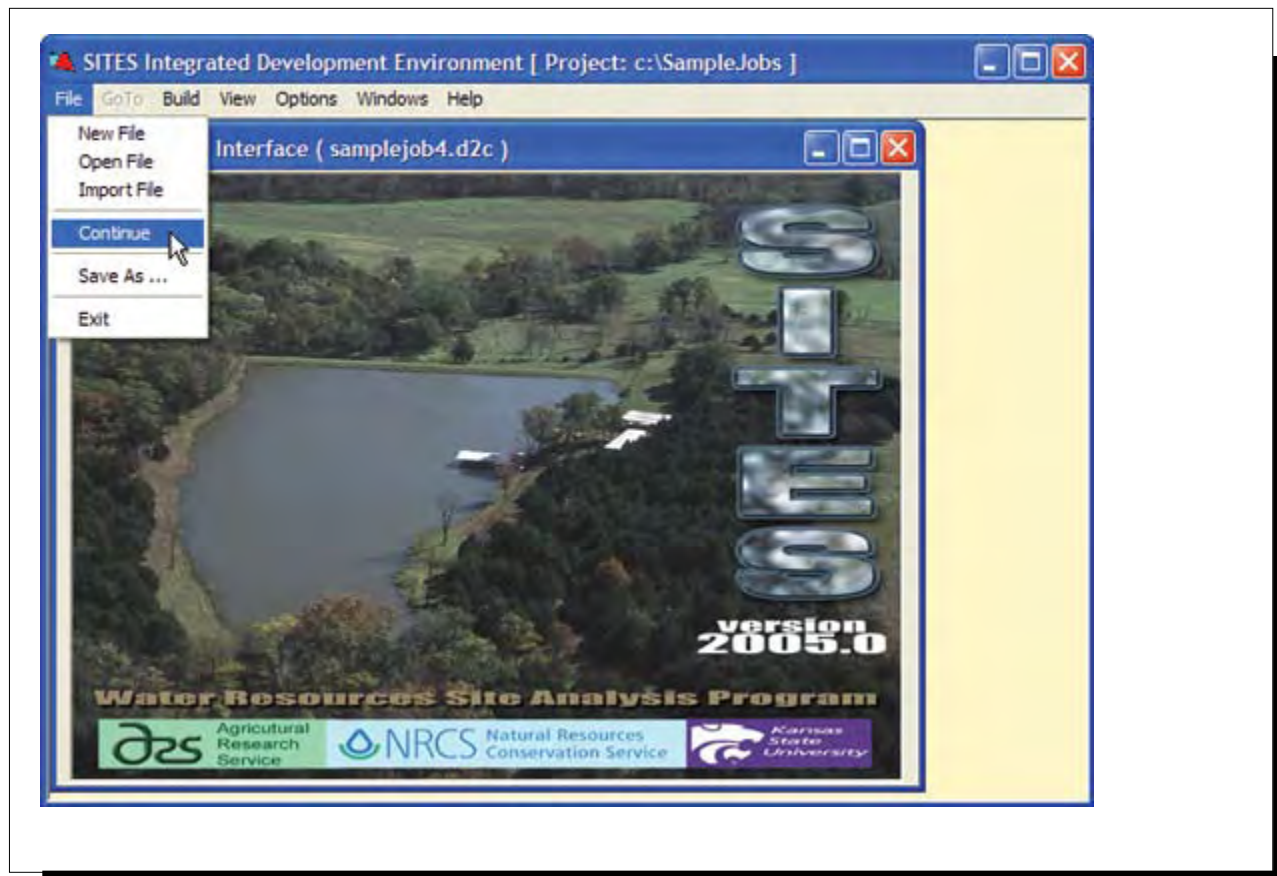 SITES Integrated Development Environment [ Project: c:\SampleJobs ]
File GoTo Build View Options Windows Help
New File
Open File
Import File
Continue
Save As ...
Exit
Interface ( samplejob4.d2c )
SITES
version
2005.0
Water Resources Site Analysis Program
ars
Agricutural
Research
Service
NRCS
Natural Resources
Conservation Service
Kansas
State
University